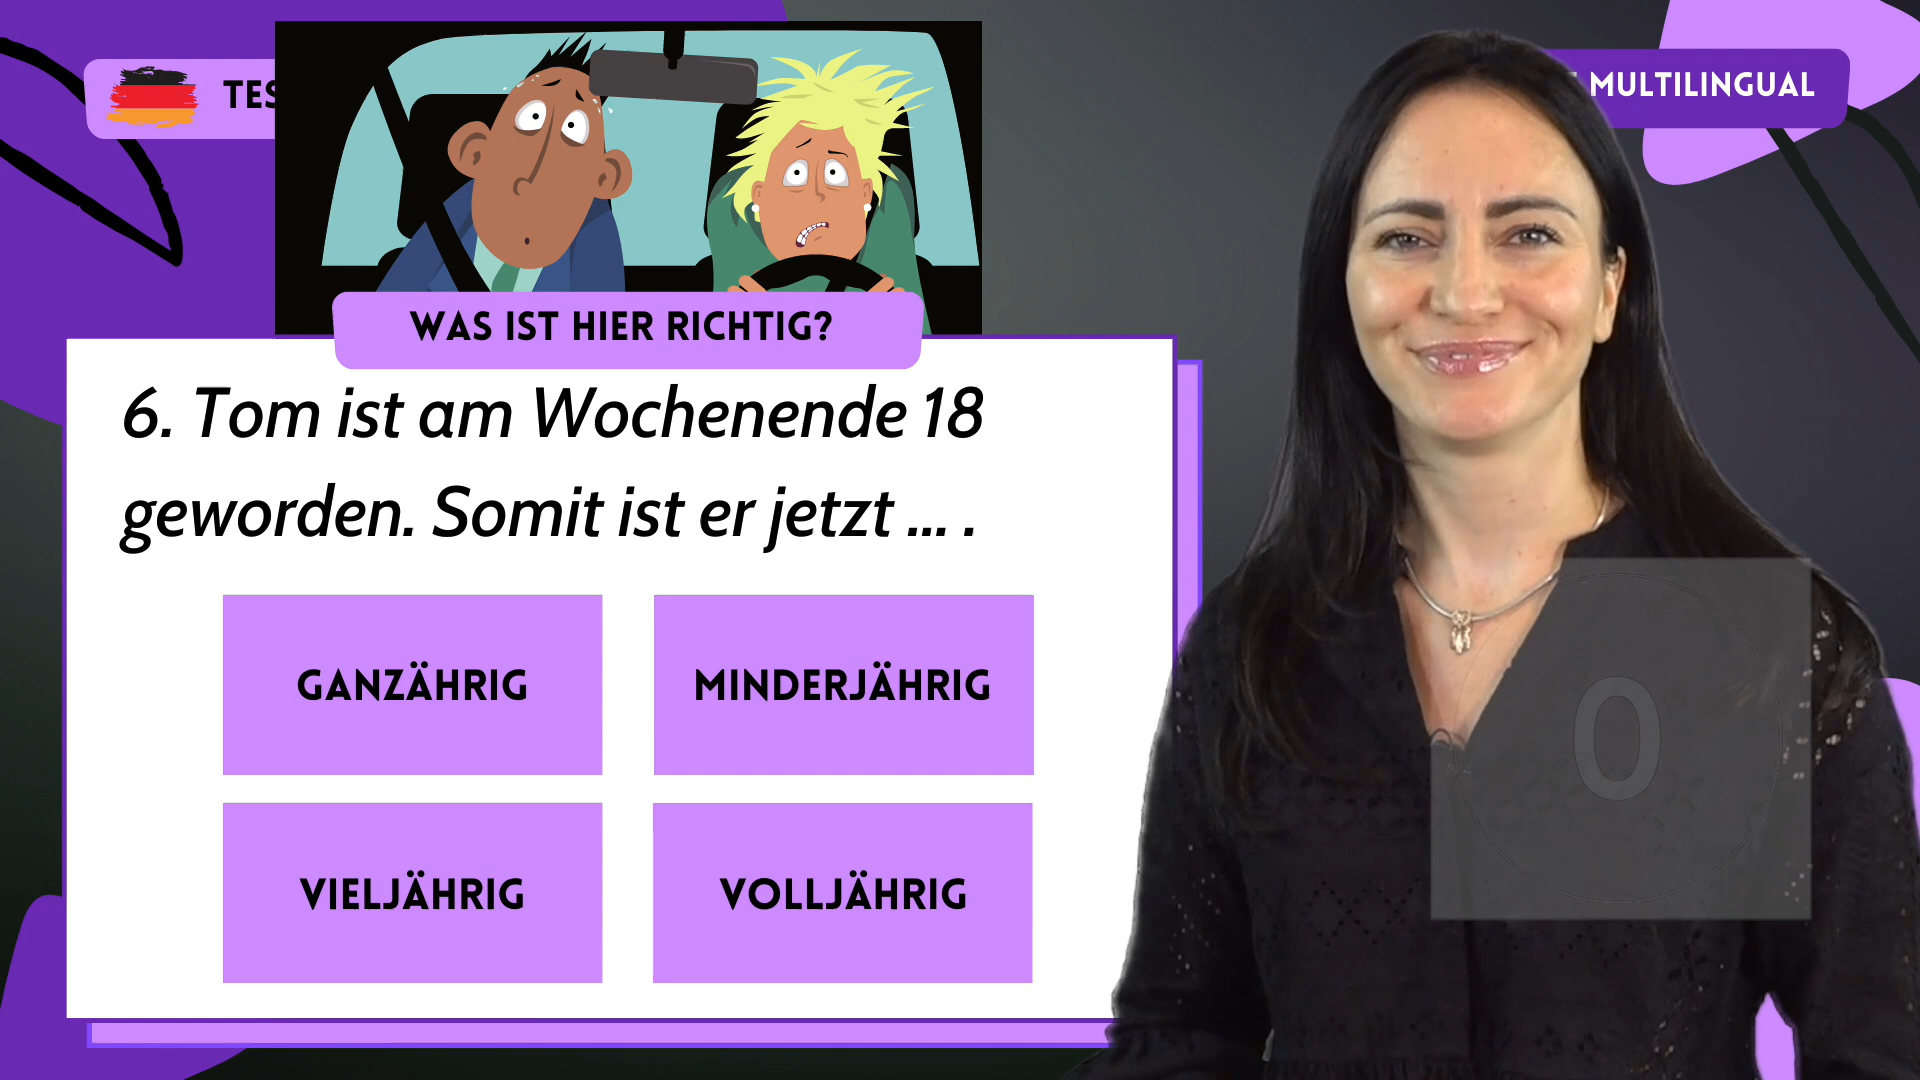 MULTILINGUAL
WAS IST HIER RICHTIG?
6. Tom ist am Wochenende 18
geworden. Somit ist er jetzt ... .
GANZÄHRIG
MINDERJÄHRIG
VIELJÄHRIG
VOLLJÄHRIG
0